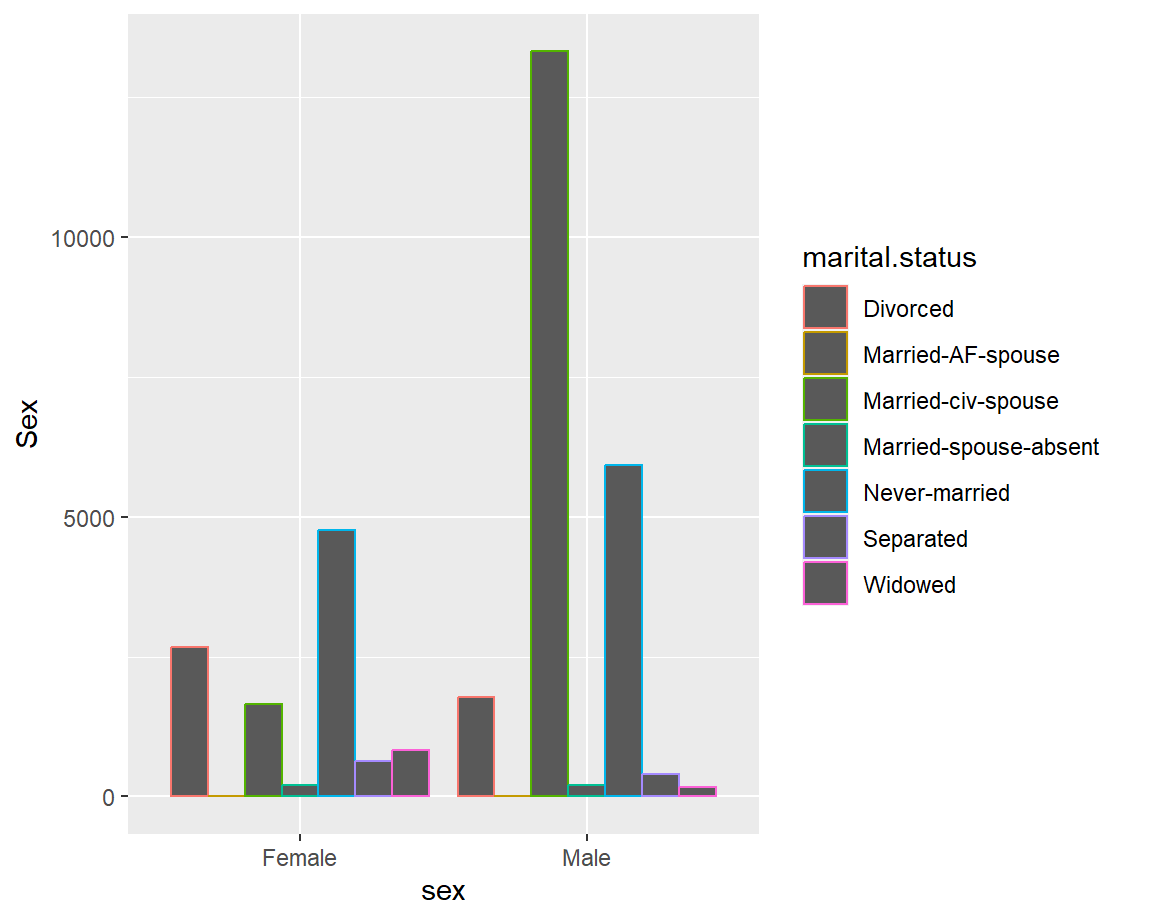 Sex
10000
5000
0
Female
Male
sex
marital.status
Divorced
Married-AF-spouse
Married-civ-spouse
Married-spouse-absent
Never-married
Separated
Widowed